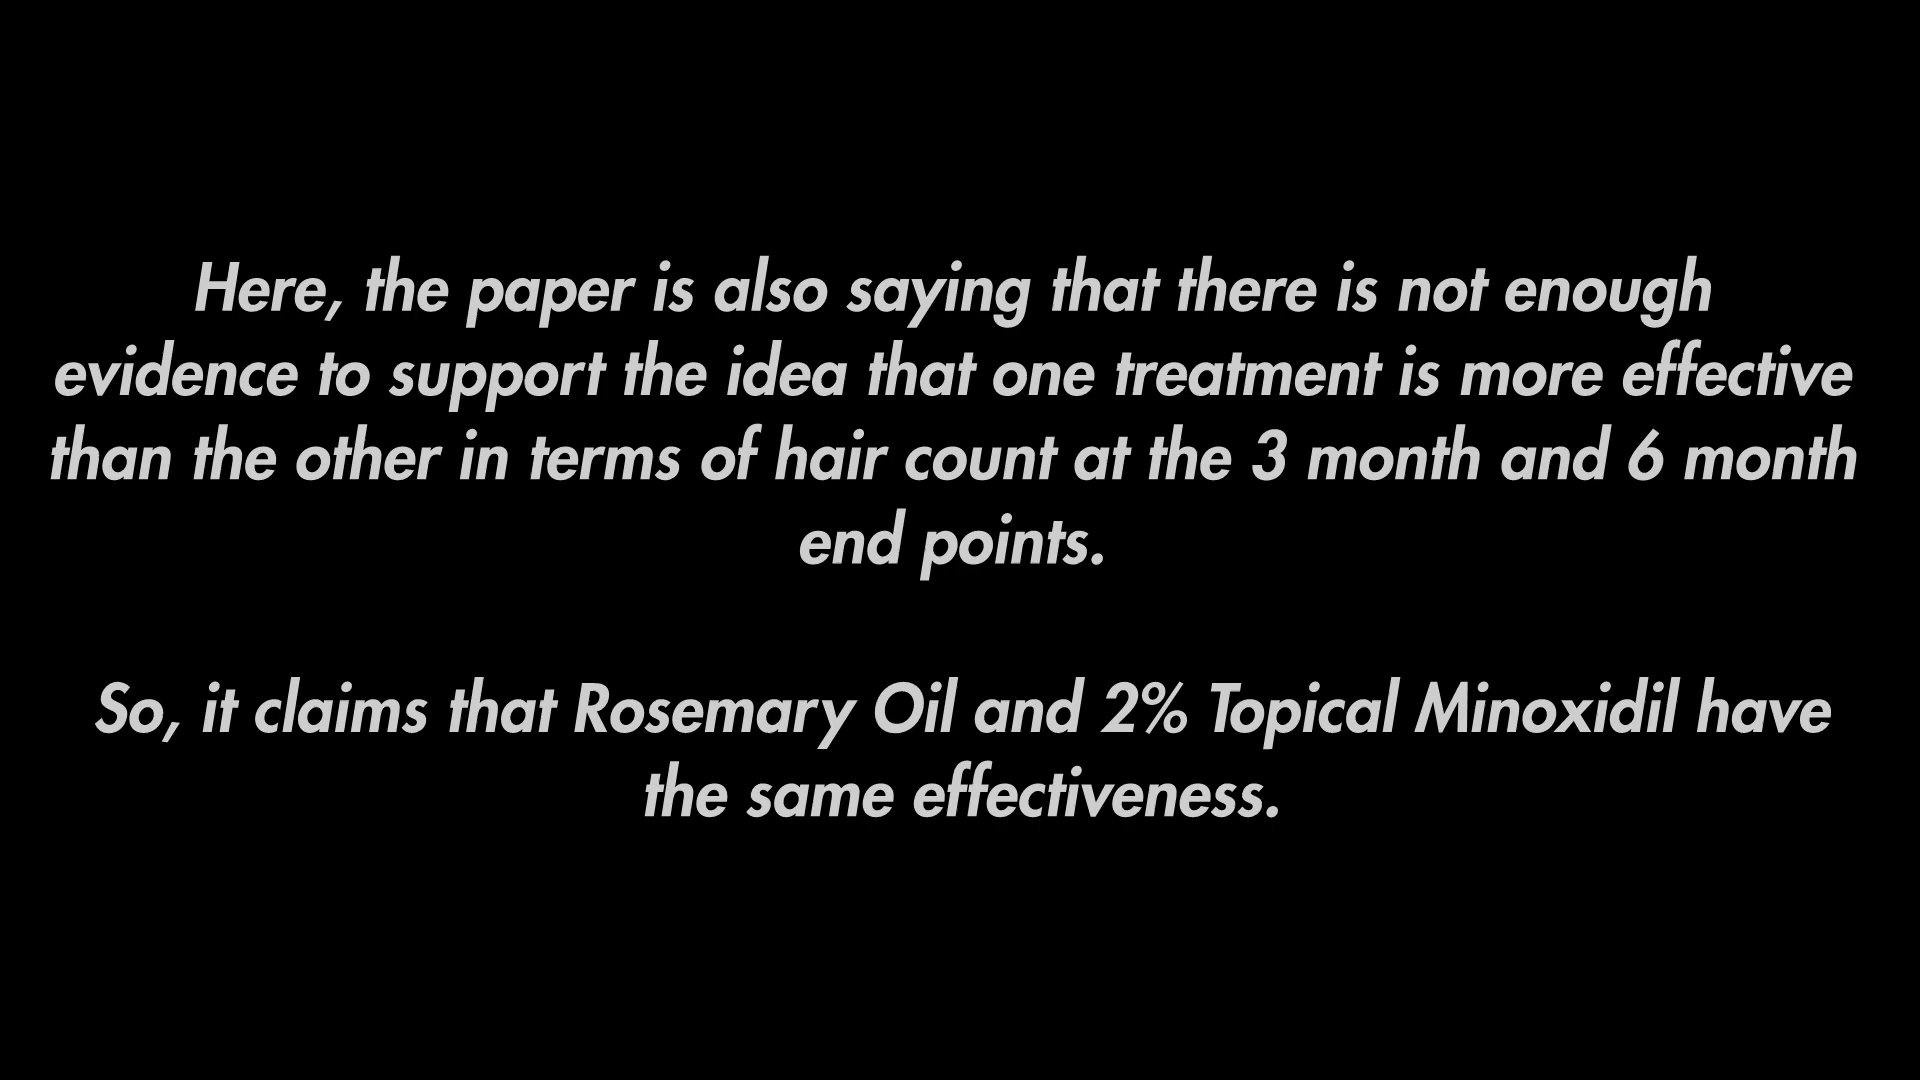 Here, the paper is also saying that there is not enough
evidence to support the idea that one treatment is more effective
than the other in terms of hair count at the 3 month and 6 month
end points.
So, it claims that Rosemary Oil and 2% Topical Minoxidil have
the same effectiveness.